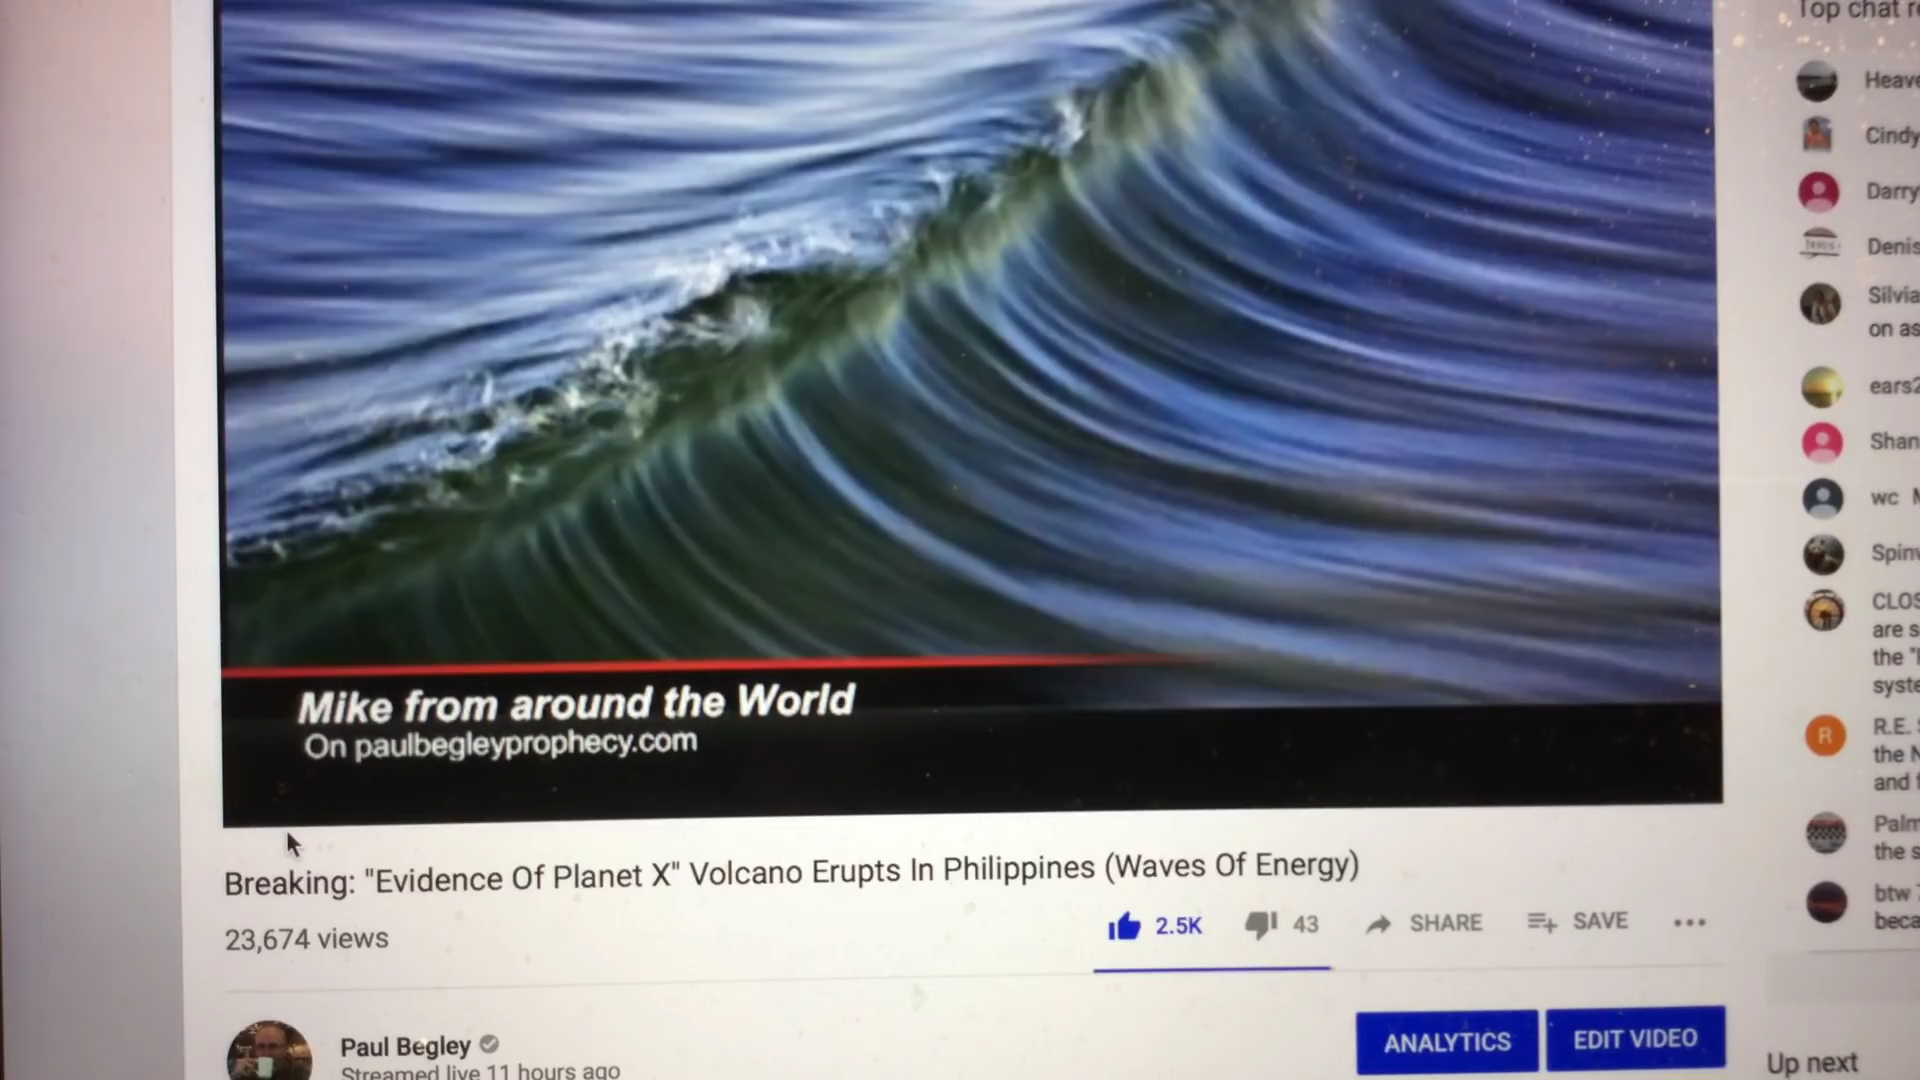 Top chat
Heave
Cindy
Darry
Denis
Silvia
on as
ears2
Shan
wc
Spinv
CLOS
are s
the "
syste
R.E.
the N
and f
Palm
the s
btw
beca
Mike from around the World
On paulbegleyprophecy.com
Breaking: "Evidence Of Planet X" Volcano Erupts In Philippines (Waves Of Energy)
23,674 views
2.5K 43 SHARE SAVE
R
Paul Begley
Streamed live 11 hours ago
ANALYTICS EDIT VIDEO
Up next